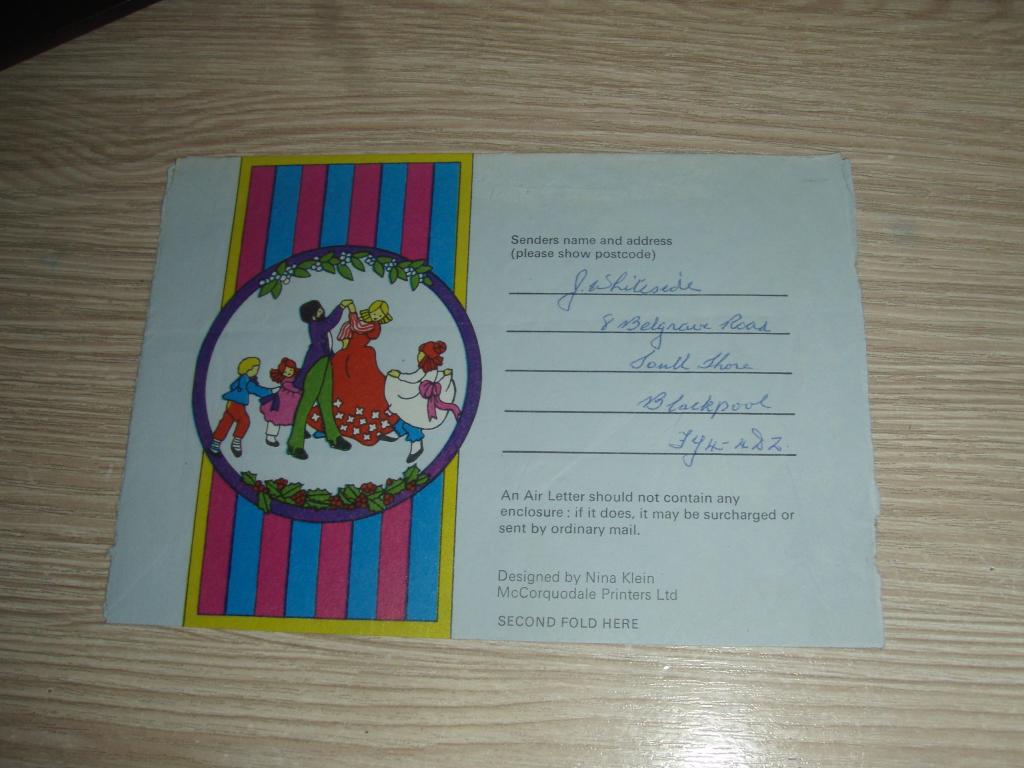 Senders name and address
(please show postcode)
J. Whiteside
8 Belgrave Road
South Shore
Blackpool
FY4-2DZ.
An Air Letter should not contain any
enclosure : if it does, it may be surcharged or
sent by ordinary mail.
Designed by Nina Klein
McCorquodale Printers Ltd
SECOND FOLD HERE